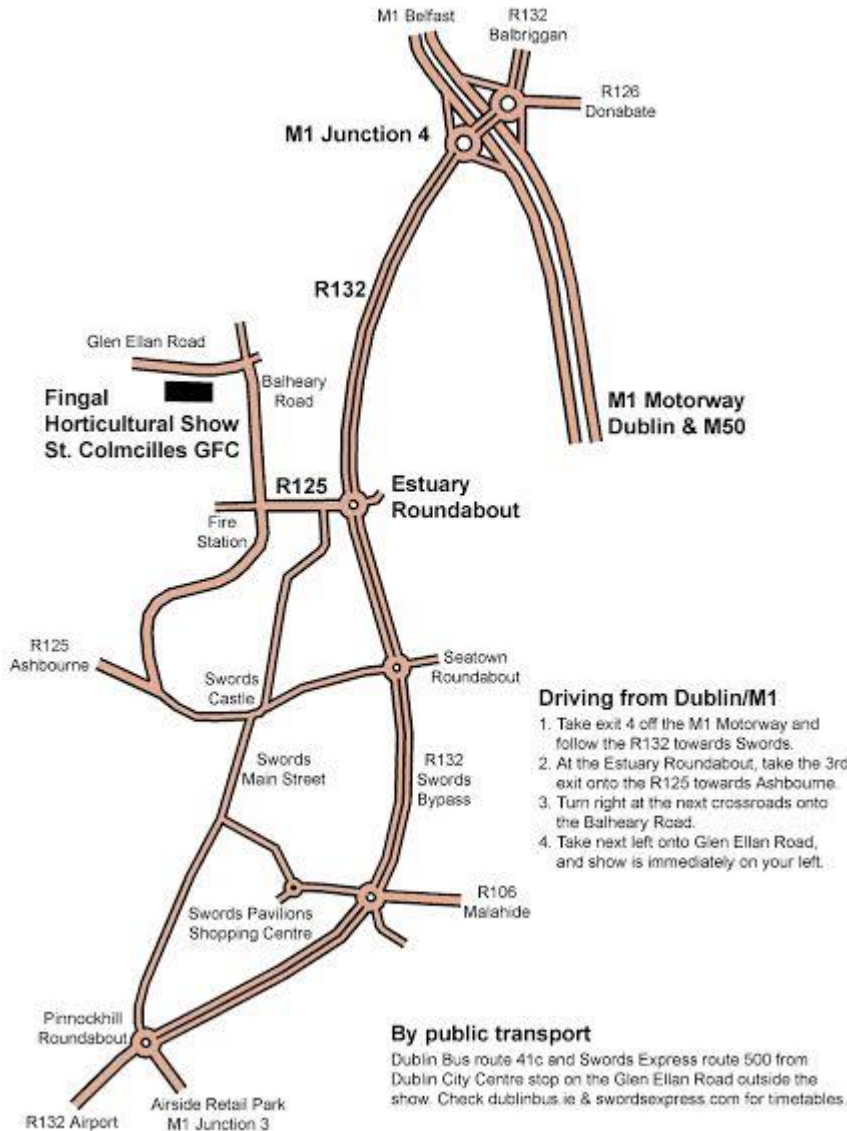 M1 Belfast
R132
Balbriggan
R126
Donabate
M1 Junction 4
R132
Glen Ellan Road
Balheary
Road
Fingal
Horticultural Show
St. Colmcilles GFC
M1 Motorway
Dublin & M50
R125
Estuary
Roundabout
Fire
Station
R125
Ashbourne
Swords
Castle
Seatown
Roundabout
Swords
Main Street
R132
Swords
Bypass
Driving from Dublin/M1
1. Take exit 4 off the M1 Motorway and
follow the R132 towards Swords.
2. At the Estuary Roundabout, take the 3rd
exit onto the R125 towards Ashbourne.
3. Turn right at the next crossroads onto
the Balheary Road.
4. Take next left onto Glen Ellan Road,
and show is immediately on your left.
Swords Pavilions
Shopping Centre
R106
Malahide
Pinnockhill
Roundabout
R132 Airport
Airside Retail Park
M1 Junction 3
By public transport
Dublin Bus route 41c and Swords Express route 500 from
Dublin City Centre stop on the Glen Ellan Road outside the
show. Check dublinbus.ie & swordsexpress.com for timetables.